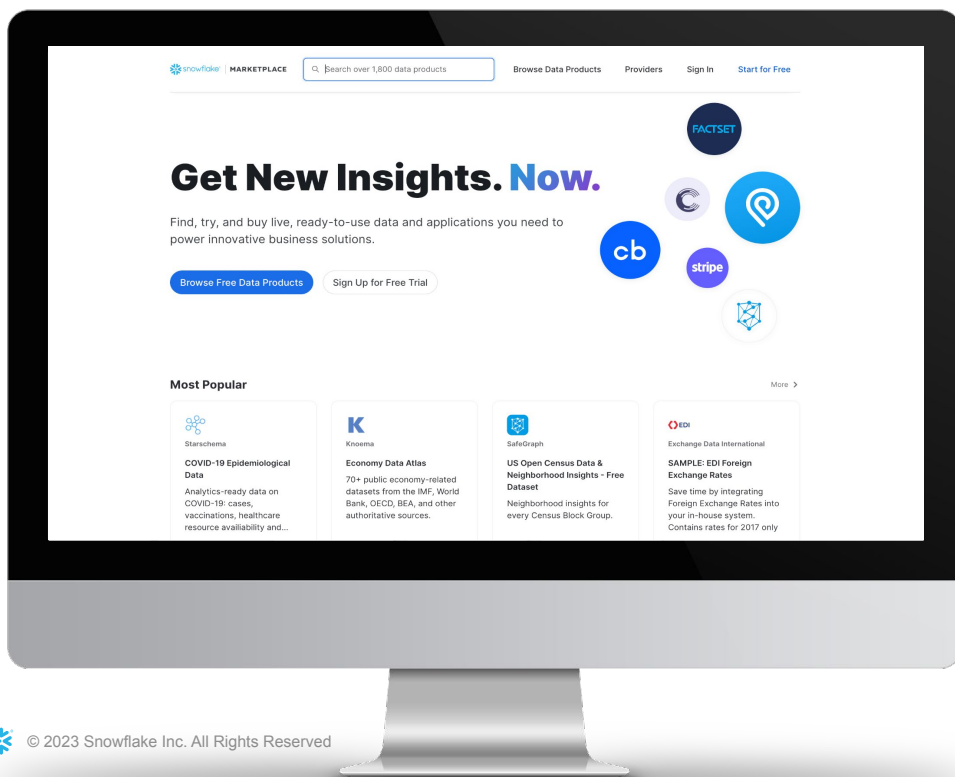 snowflake MARKETPLACE Search over 1,800 data products Browse Data Products Providers Sign In Start for Free
FACTSET
Get New Insights. Now.
Find, try, and buy live, ready-to-use data and applications you need to
power innovative business solutions.
cb
stripe
Browse Free Data Products Sign Up for Free Trial
Most Popular More
Starschema
COVID-19 Epidemiological
Data
Analytics-ready data on
COVID-19: cases,
vaccinations, healthcare
resource availiability and...
K
Knoema
Economy Data Atlas
70+ public economy-related
datasets from the IMF, World
Bank, OECD, BEA, and other
authoritative sources.
SafeGraph
US Open Census Data &
Neighborhood Insights - Free
Dataset
Neighborhood insights for
every Census Block Group.
EDI
Exchange Data International
SAMPLE: EDI Foreign
Exchange Rates
Save time by integrating
Foreign Exchange Rates into
your in-house system.
Contains rates for 2017 only
© 2023 Snowflake Inc. All Rights Reserved